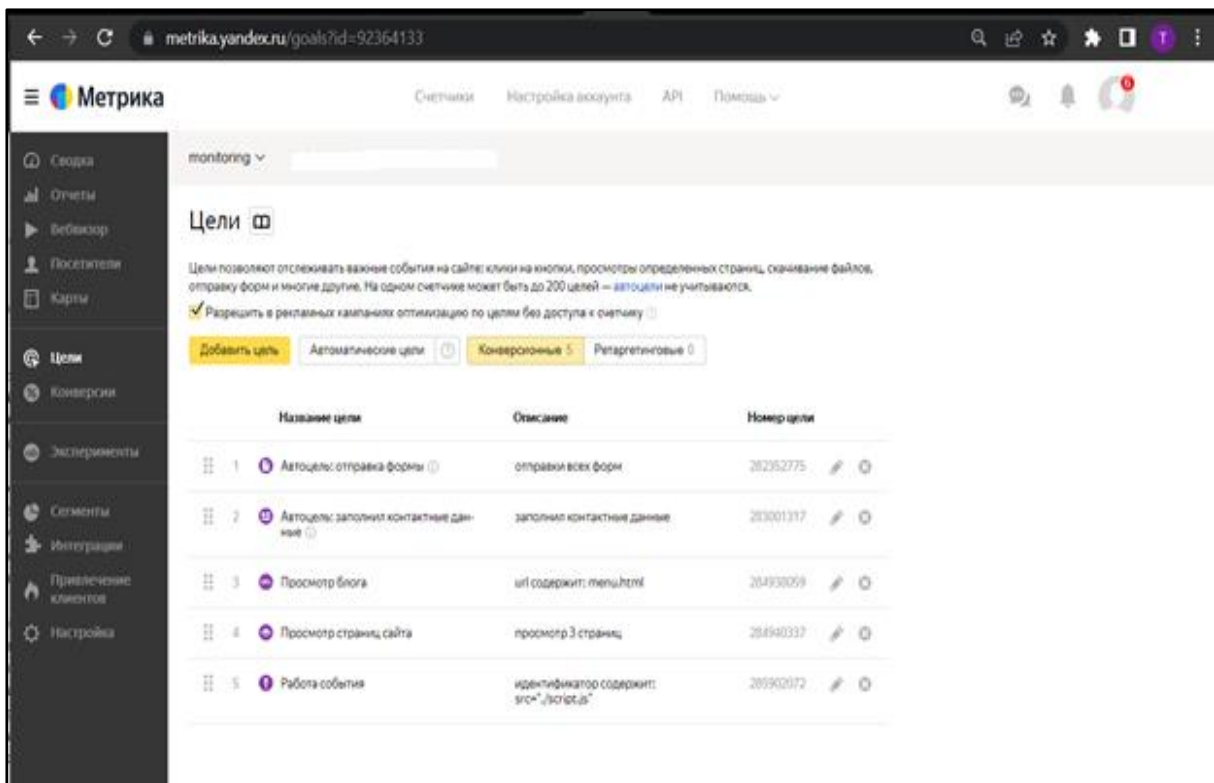 metrika.yandex.ru/goals?id=92364133
T
Метрика
Счетчики Настройка аккаунта API Помощь
6
monitoring
Сводка
Отчеты
Вебвизор
Посетители
Карты
Цели
Конверсии
Эксперименты
Сегменты
Интеграции
Привлечение
клиентов
Настройка
Цели
Цели позволяют отслеживать важные события на сайте: клики на кнопки, просмотры определенных страниц, скачивание файлов,
отправку форм и многие другие. На одном счетчике может быть до 200 целей — автоцели не учитываются.
Разрешить в рекламных кампаниях оптимизацию по целям без доступа к счетчику
Добавить цель Автоматические цели ? Конверсионные 5 Ретаргетинговые 0
Название цели Описание Номер цели
1 Автоцель: отправка формы отправки всех форм 282352775
2 Автоцель: заполнил контактные дан-
ные заполнил контактные данные 283001317
3 Просмотр блога url содержит: menu.html 284938059
4 Просмотр страниц сайта просмотр 3 страниц 284940337
5 Работа события идентификатор содержит:
src="./script.js" 285902072